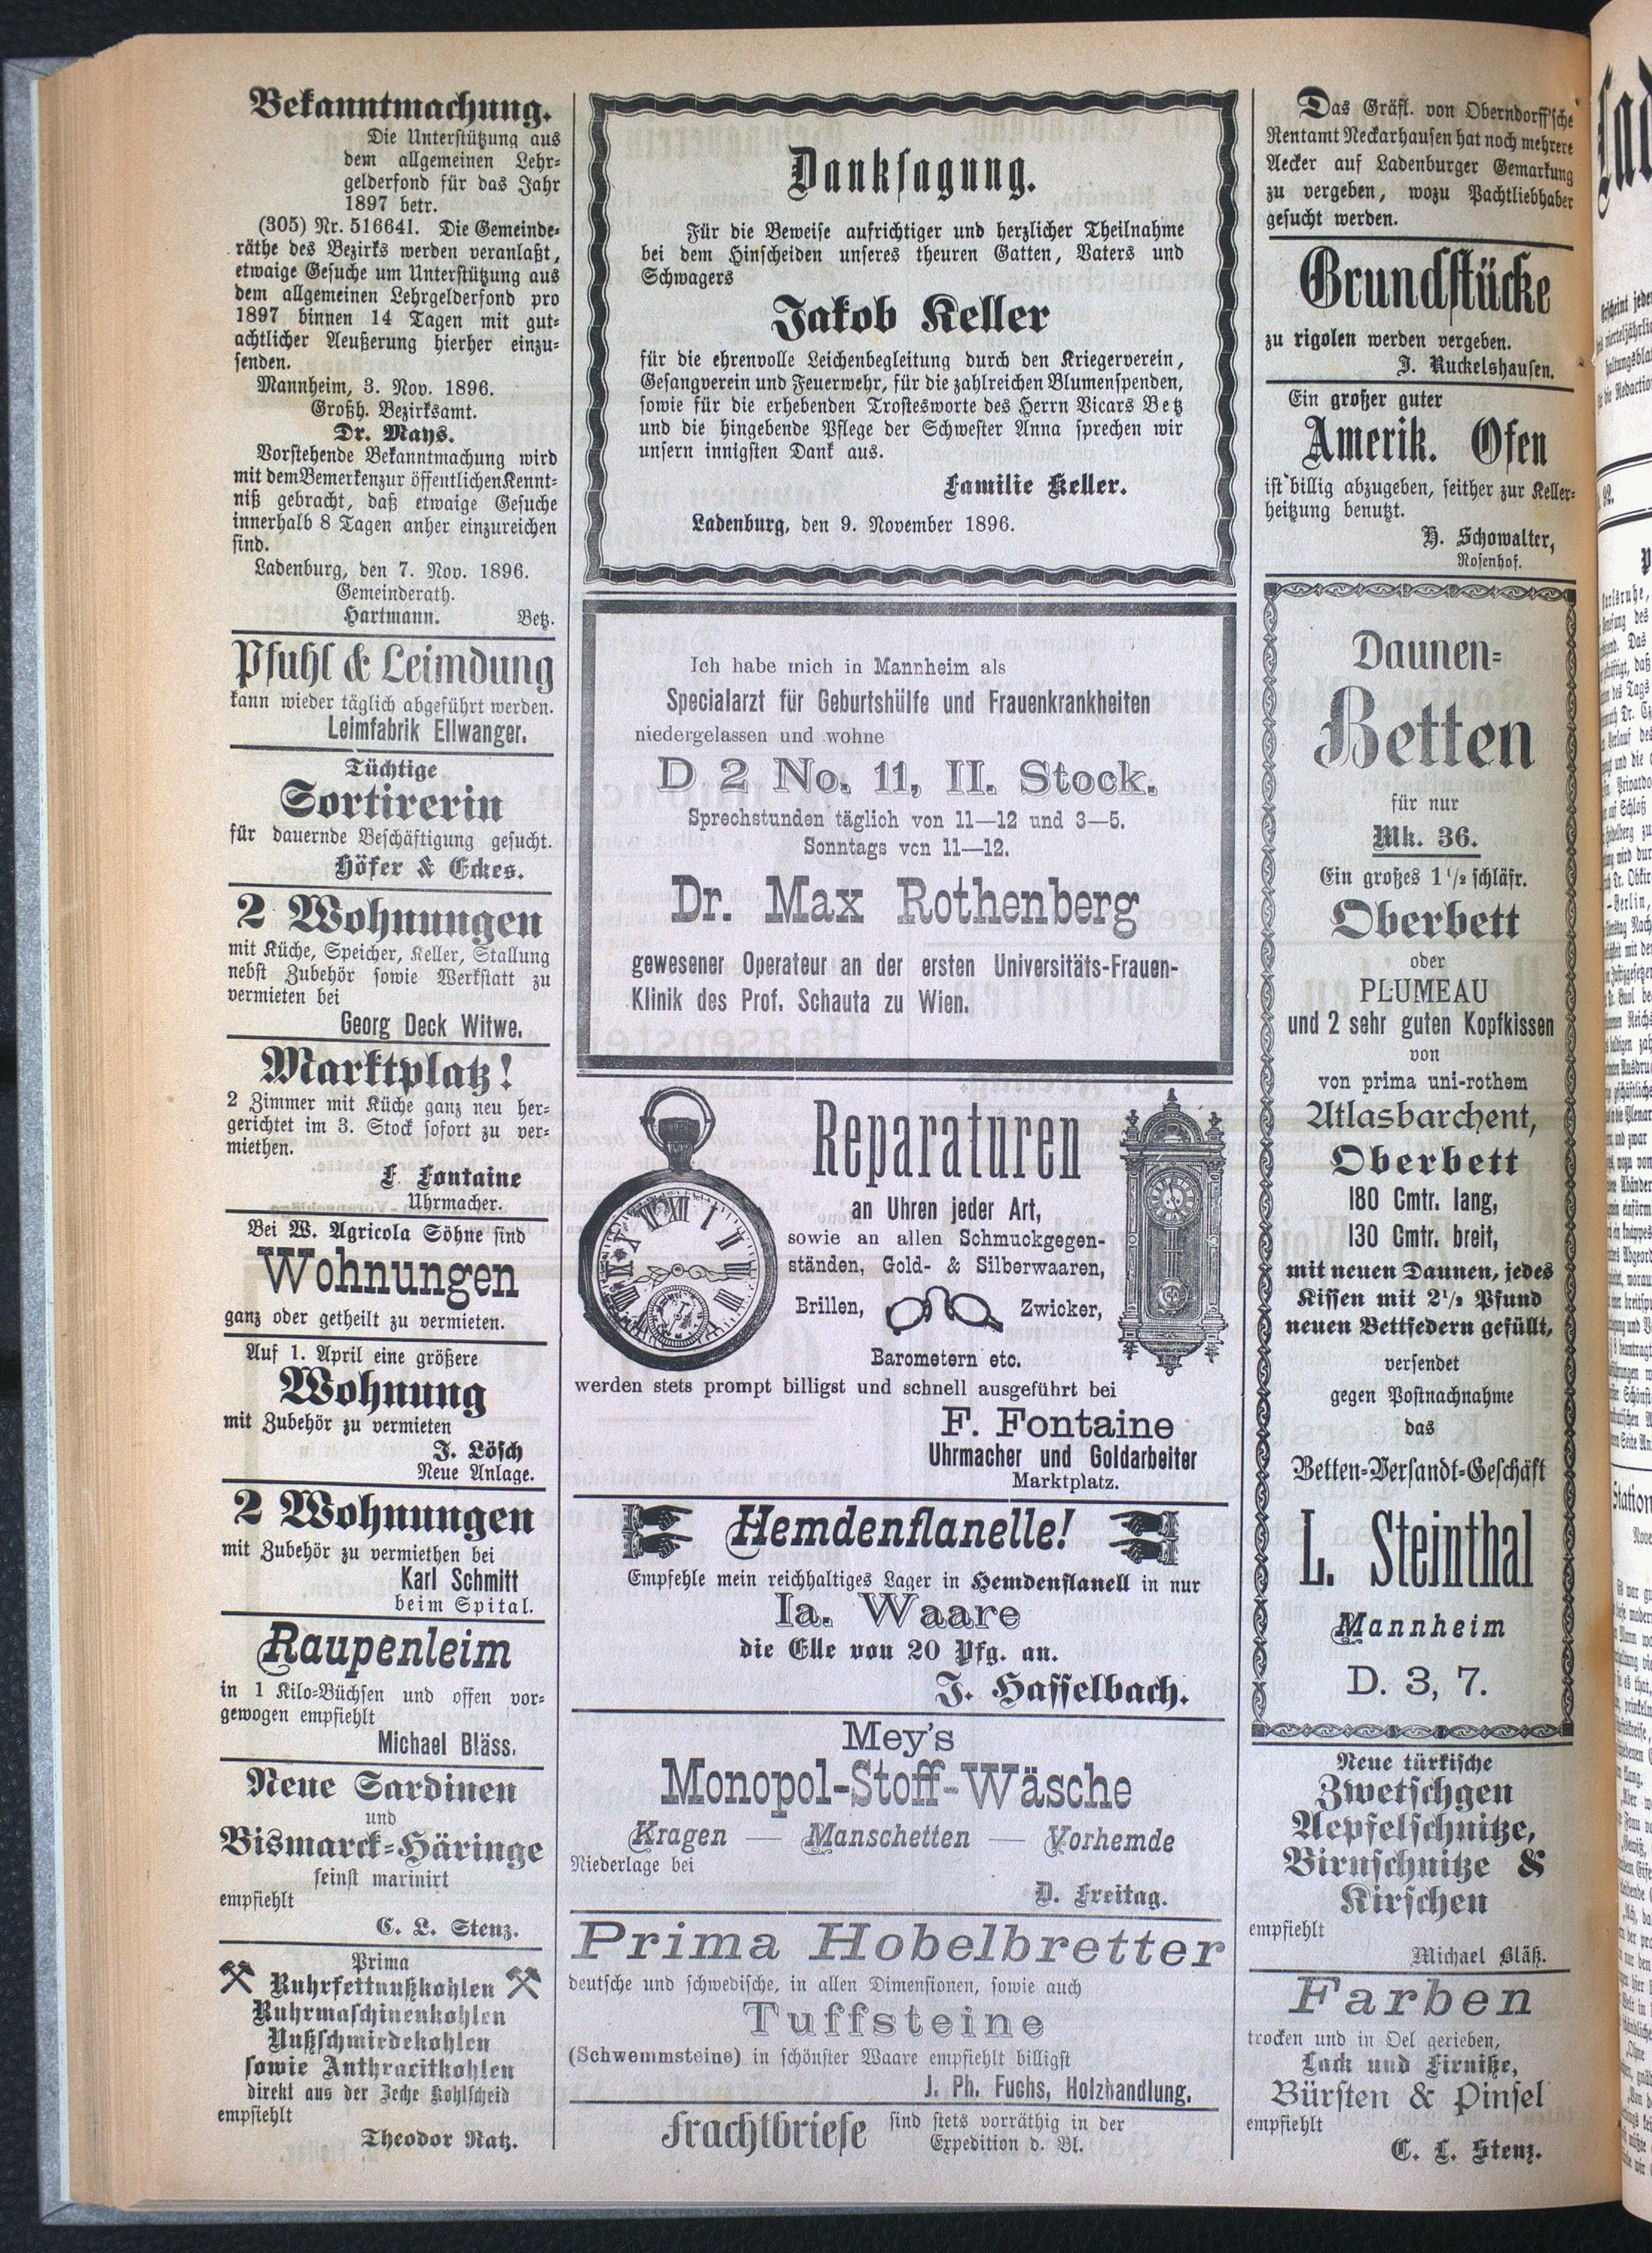 Bekanntmachung.
Die Unterstützung aus
dem allgemeinen Lehr-
gelderfond für das Jahr
1897 betr.
(305) Nr. 51664I. Die Gemeinde-
räthe des Bezirks werden veranlaßt,
etwaige Gesuche um Unterstützung aus
dem allgemeinen Lehrgelderfond pro
1897 binnen 14 Tagen mit gut-
achtlicher Aeußerung hierher einzu-
senden.
Mannheim, 3. Nov. 1896.
Großh. Bezirksamt.
Dr. Mays.
Vorstehende Bekanntmachung wird
mit dem Bemerken zur öffentlichen Kennt-
niß gebracht, daß etwaige Gesuche
innerhalb 8 Tagen anher einzureichen
sind.
Ladenburg, den 7. Nov. 1896.
Gemeinderath.
Hartmann. Betz.
Pfuhl & Leimdung
kann wieder täglich abgeführt werden.
Leimfabrik Ellwanger.
Tüchtige
Sortirerin
für dauernde Beschäftigung gesucht.
Höfer & Eckes.
2 Wohnungen
mit Küche, Speicher, Keller, Stallung
nebst Zubehör sowie Werkstatt zu
vermieten bei
Georg Deck Witwe.
Marktplatz!
2 Zimmer mit Küche ganz neu her-
gerichtet im 3. Stock sofort zu ver-
miethen.
F. Fontaine
Uhrmacher.
Bei W. Agricola Söhne sind
Wohnungen
ganz oder getheilt zu vermieten.
Auf 1. April eine größere
Wohnung
mit Zubehör zu vermieten
J. Lösch
Neue Anlage.
2 Wohnungen
mit Zubehör zu vermiethen bei
Karl Schmitt
beim Spital.
Raupenleim
in 1 Kilo-Büchsen und offen vor-
gewogen empfiehlt
Michael Bläss.
Neue Sardinen
und
Bismarck-Häringe
feinst marinirt
empfiehlt
C. L. Stenz.
Prima
Ruhrfettnußkohlen
Ruhrmaschinenkohlen
Nußschmiedekohlen
sowie Anthracitkohlen
direkt aus der Zeche Kohlscheid
empfiehlt
Theodor Ratz.
Danksagung.
Für die Beweise aufrichtiger und herzlicher Theilnahme
bei dem Hinscheiden unseres theuren Gatten, Vaters und
Schwagers
Jakob Keller
für die ehrenvolle Leichenbegleitung durch den Kriegerverein,
Gesangverein und Feuerwehr, für die zahlreichen Blumenspenden,
sowie für die erhebenden Trostesworte des Herrn Vicars Betz
und die hingebende Pflege der Schwester Anna sprechen wir
unsern innigsten Dank aus.
Familie Keller.
Ladenburg, den 9. November 1896.
Ich habe mich in Mannheim als
Specialarzt für Geburtshülfe und Frauenkrankheiten
niedergelassen und wohne
D 2 No. 11, II. Stock.
Sprechstunden täglich von 11—12 und 3—5.
Sonntags von 11—12.
Dr. Max Rothenberg
gewesener Operateur an der ersten Universitäts-Frauen-
Klinik des Prof. Schauta zu Wien.
Reparaturen
an Uhren jeder Art,
sowie an allen Schmuckgegen-
ständen, Gold- & Silberwaaren,
Brillen, Zwicker,
Barometern etc.
werden stets prompt billigst und schnell ausgeführt bei
F. Fontaine
Uhrmacher und Goldarbeiter
Marktplatz.
Hemdenflanelle!
Empfehle mein reichhaltiges Lager in Hemdenflanell in nur
Ia. Waare
die Elle von 20 Pfg. an.
J. Hasselbach.
Mey's
Monopol-Stoff-Wäsche
Kragen — Manschetten — Vorhemde
Niederlage bei
D. Freitag.
Prima Hobelbretter
deutsche und schwedische, in allen Dimensionen, sowie auch
Tuffsteine
(Schwemmsteine) in schönster Waare empfiehlt billigst
J. Ph. Fuchs, Holzhandlung.
Frachtbriefe sind stets vorräthig in der
Expedition d. Bl.
Das Gräfl. von Oberndorff'sche
Rentamt Neckarhausen hat noch mehrere
Aecker auf Ladenburger Gemarkung
zu vergeben, wozu Pachtliebhaber
gesucht werden.
Grundstücke
zu rigolen werden vergeben.
J. Ruckelshausen.
Ein großer guter
Amerik. Ofen
ist billig abzugeben, seither zur Keller-
heitzung benutzt.
H. Schowalter,
Rosenhof.
Daunen-
Betten
für nur
Mk. 36.
Ein großes 1 1/2 schläfr.
Oberbett
oder
PLUMEAU
und 2 sehr guten Kopfkissen
von
von prima uni-rothem
Atlasbarchent,
Oberbett
180 Cmtr. lang,
130 Cmtr. breit,
mit neuen Daunen, jedes
Kissen mit 2 1/2 Pfund
neuen Bettfedern gefüllt,
versendet
gegen Postnachnahme
das
Betten-Versandt-Geschäft
L. Steinthal
Mannheim
D. 3, 7.
Neue türkische
Zwetschgen
Aepfelschnitze,
Birnschnitze &
Kirschen
empfiehlt
Michael Bläß.
Farben
trocken und in Oel gerieben,
Lack und Firniße,
Bürsten & Pinsel
empfiehlt
C. L. Stenz.